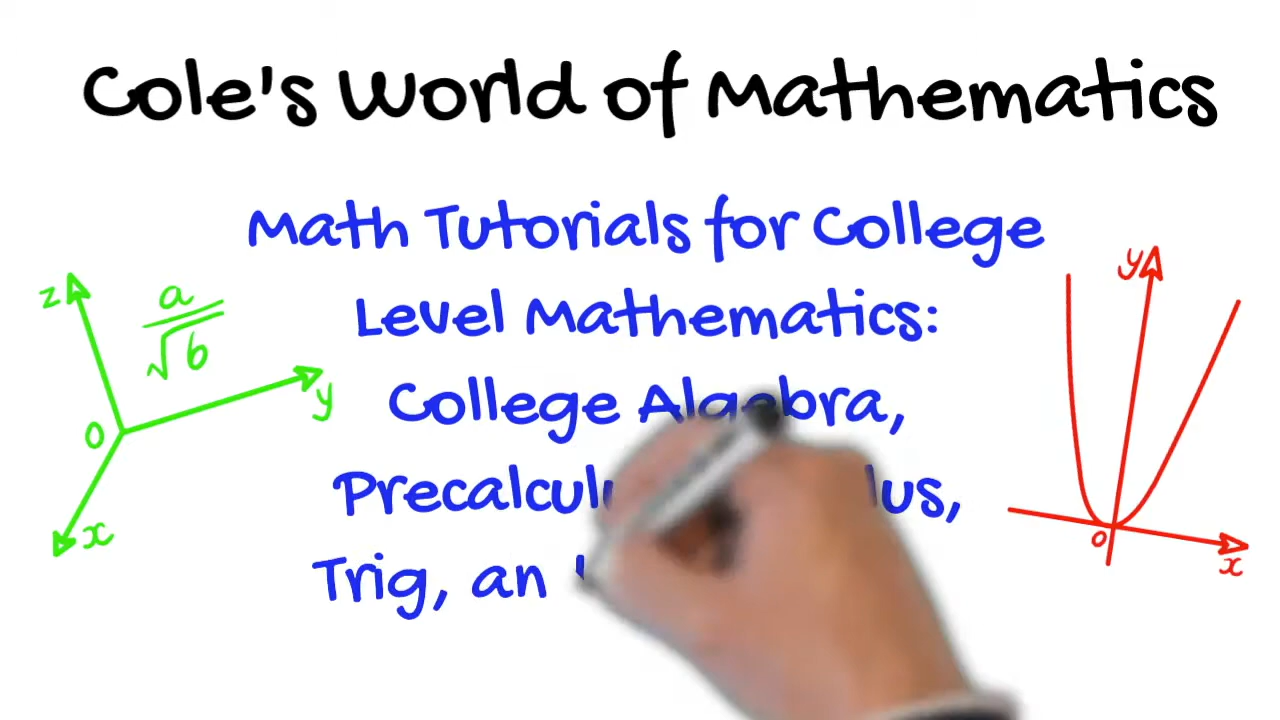 Cole's World of Mathematics
Math Tutorials for College
Level Mathematics:
College Algebra,
Trig, an
z
a
√b
y
0
x
y
0
x